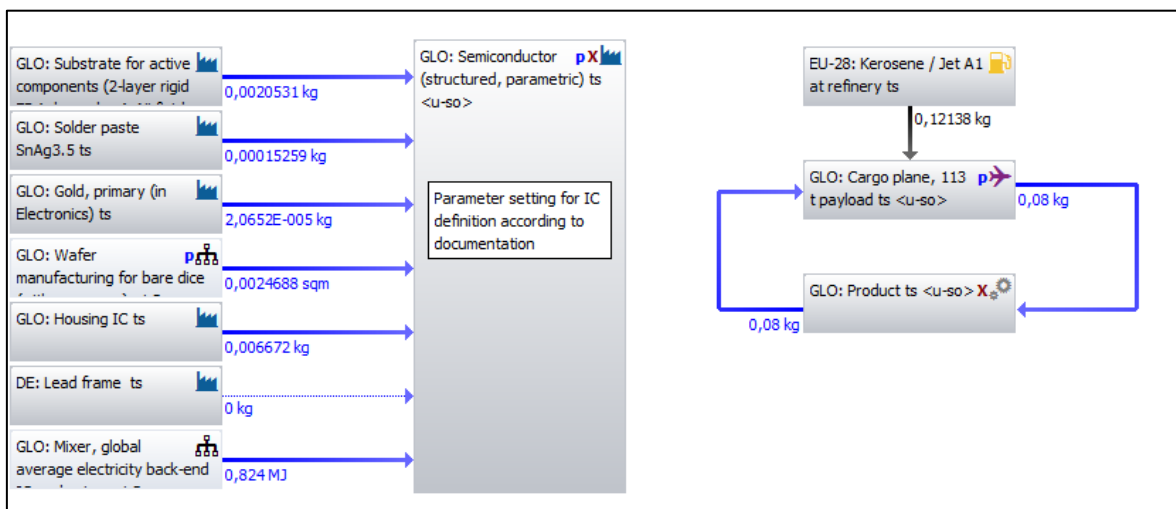 GLO: Substrate for active
components (2-layer rigid
0,0020531 kg
GLO: Solder paste
SnAg3.5 ts
0,00015259 kg
GLO: Gold, primary (in
Electronics) ts
2,0652E-005 kg
GLO: Wafer
p
manufacturing for bare dice
0,0024688 sqm
GLO: Housing IC ts
0,006672 kg
DE: Lead frame ts
0 kg
GLO: Mixer, global
average electricity back-end
0,824 MJ
GLO: Semiconductor p X
(structured, parametric) ts
<u-so>
Parameter setting for IC
definition according to
documentation
EU-28: Kerosene / Jet A1
at refinery ts
0,12138 kg
GLO: Cargo plane, 113 p
t payload ts <u-so>
0,08 kg
GLO: Product ts <u-so> X
0,08 kg